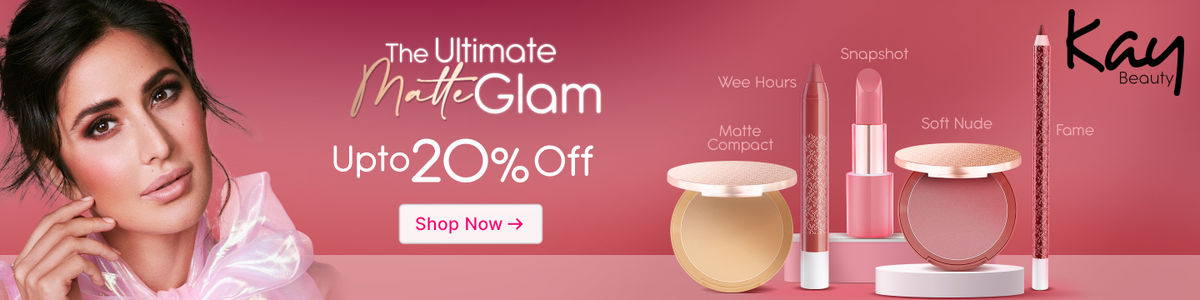 The Ultimate
Matte Glam
Upto 20% Off
Shop Now →
Wee Hours
Snapshot
Matte
Compact
Soft Nude
Fame
Kay
Beauty